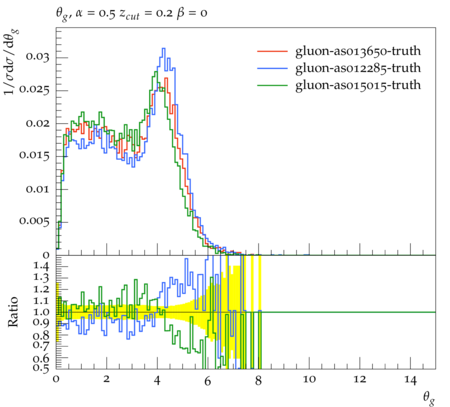 θg, α = 0.5 zcut = 0.2 β = 0
1/σ dσ/dθg
0.03
0.025
0.02
0.015
0.01
0.005
0
gluon-as013650-truth
gluon-as012285-truth
gluon-as015015-truth
Ratio
1.4
1.3
1.2
1.1
1.0
0.9
0.8
0.7
0.6
0.5
0 2 4 6 8 10 12 14
θg